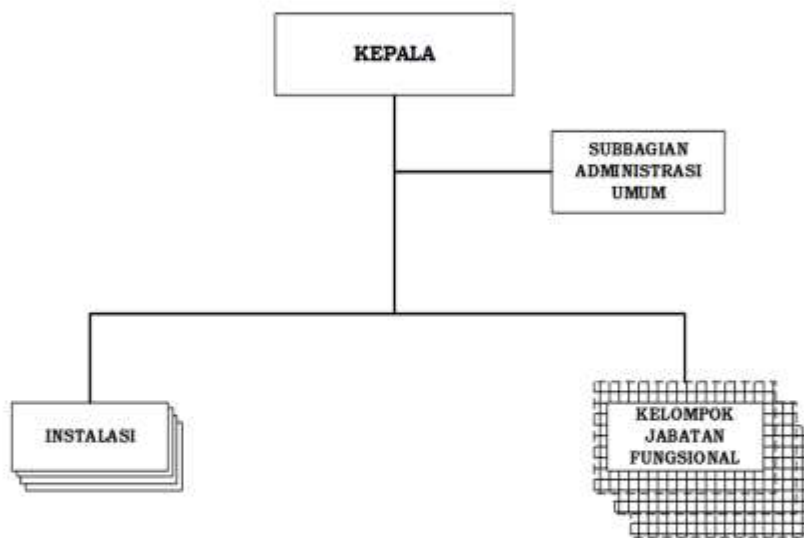 KEPALA
SUBBAGIAN
ADMINISTRASI
UMUM
INSTALASI
KELOMPOK
JABATAN
FUNGSIONAL